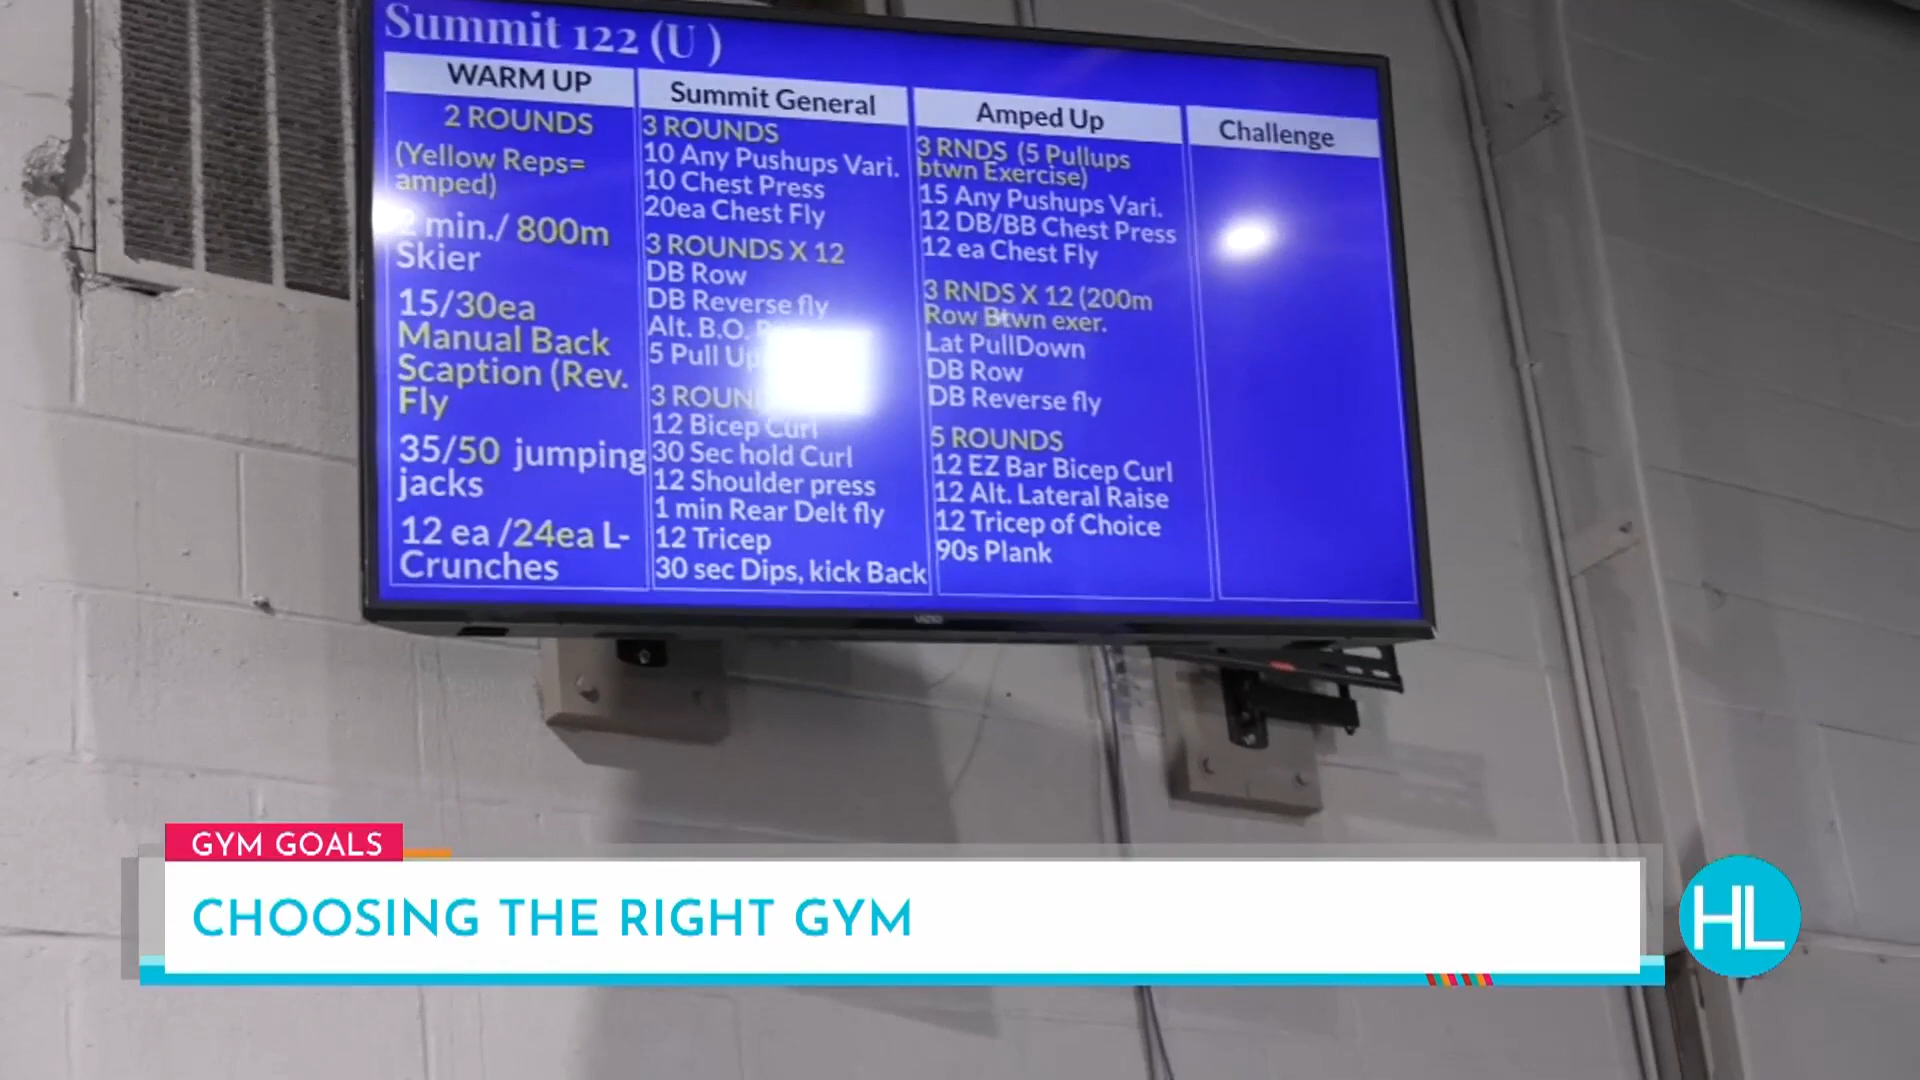 Summit 122 (U )
WARM UP
2 ROUNDS
(Yellow Reps=
amped)
2 min./ 800m
Skier
15/30ea
Manual Back
Scaption (Rev.
Fly
35/50 jumping
jacks
12 ea /24ea L-
Crunches
Summit General
3 ROUNDS
10 Any Pushups Vari.
10 Chest Press
20ea Chest Fly
3 ROUNDS X 12
DB Row
DB Reverse fly
Alt. B.O.
5 Pull
3
12 Bicep Curl
30 Sec hold Curl
12 Shoulder press
1 min Rear Delt fly
12 Tricep
30 sec Dips, kick Back
Amped Up
3 RNDS (5 Pullups
btwn Exercise)
15 Any Pushups Vari.
12 DB/BB Chest Press
12 ea Chest Fly
3 RNDS X 12 (200m
Row Btwn exer.
Lat PullDown
DB Row
DB Reverse fly
5 ROUNDS
12 EZ Bar Bicep Curl
12 Alt. Lateral Raise
12 Tricep of Choice
90s Plank
Challenge
VIZIO
GYM GOALS
CHOOSING THE RIGHT GYM
HL